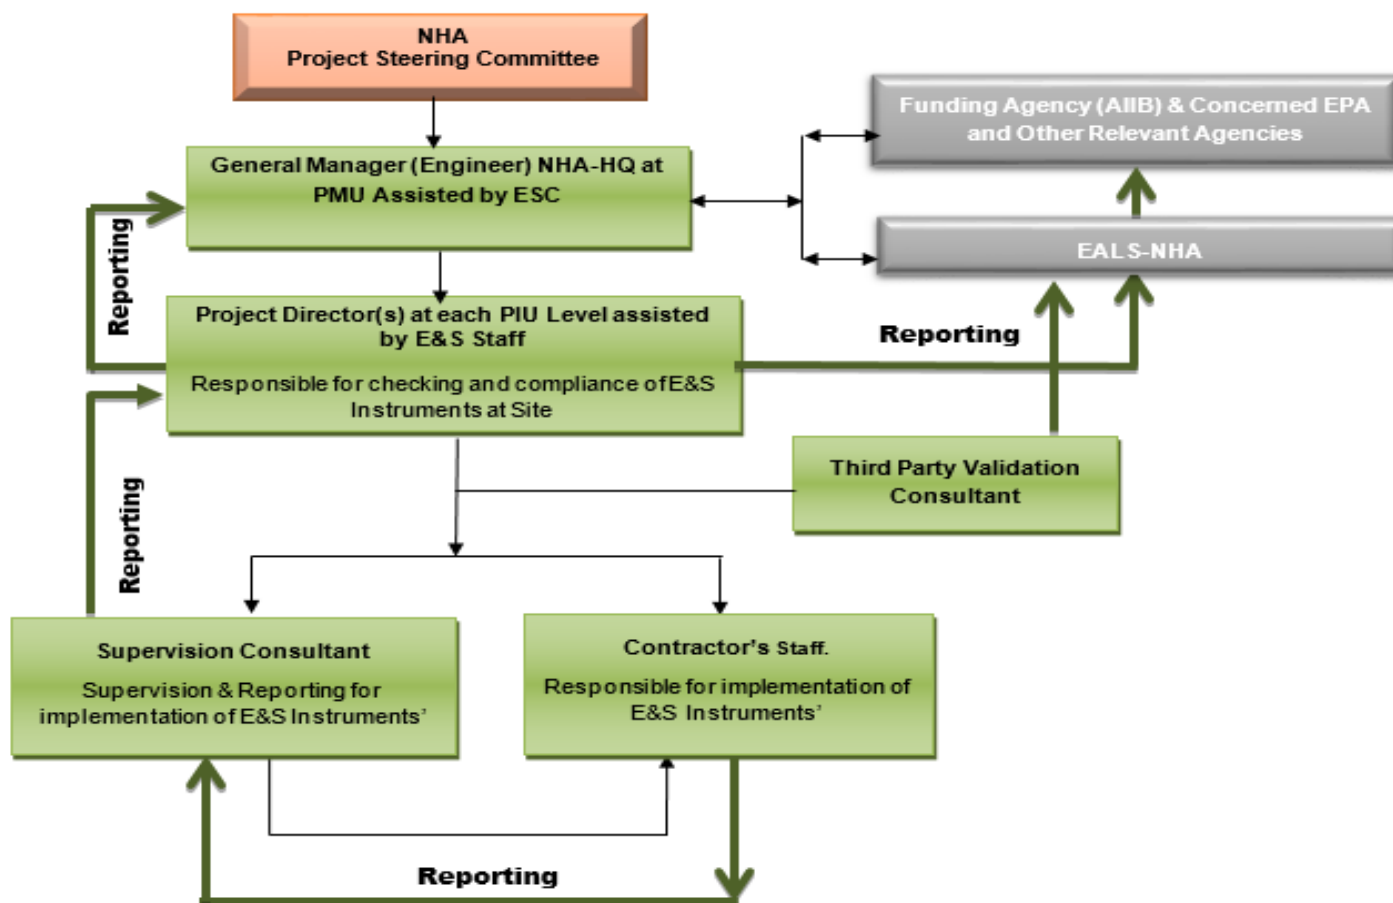 NHA
Project Steering Committee
Funding Agency (AIIB) & Concerned EPA
and Other Relevant Agencies
General Manager (Engineer) NHA-HQ at
PMU Assisted by ESC
EALS-NHA
Reporting
Project Director(s) at each PIU Level assisted
by E&S Staff
Responsible for checking and compliance of E&S
Instruments at Site
Reporting
Third Party Validation
Consultant
Reporting
Supervision Consultant
Supervision & Reporting for
implementation of E&S Instruments’
Contractor’s Staff.
Responsible for implementation of
E&S Instruments’
Reporting